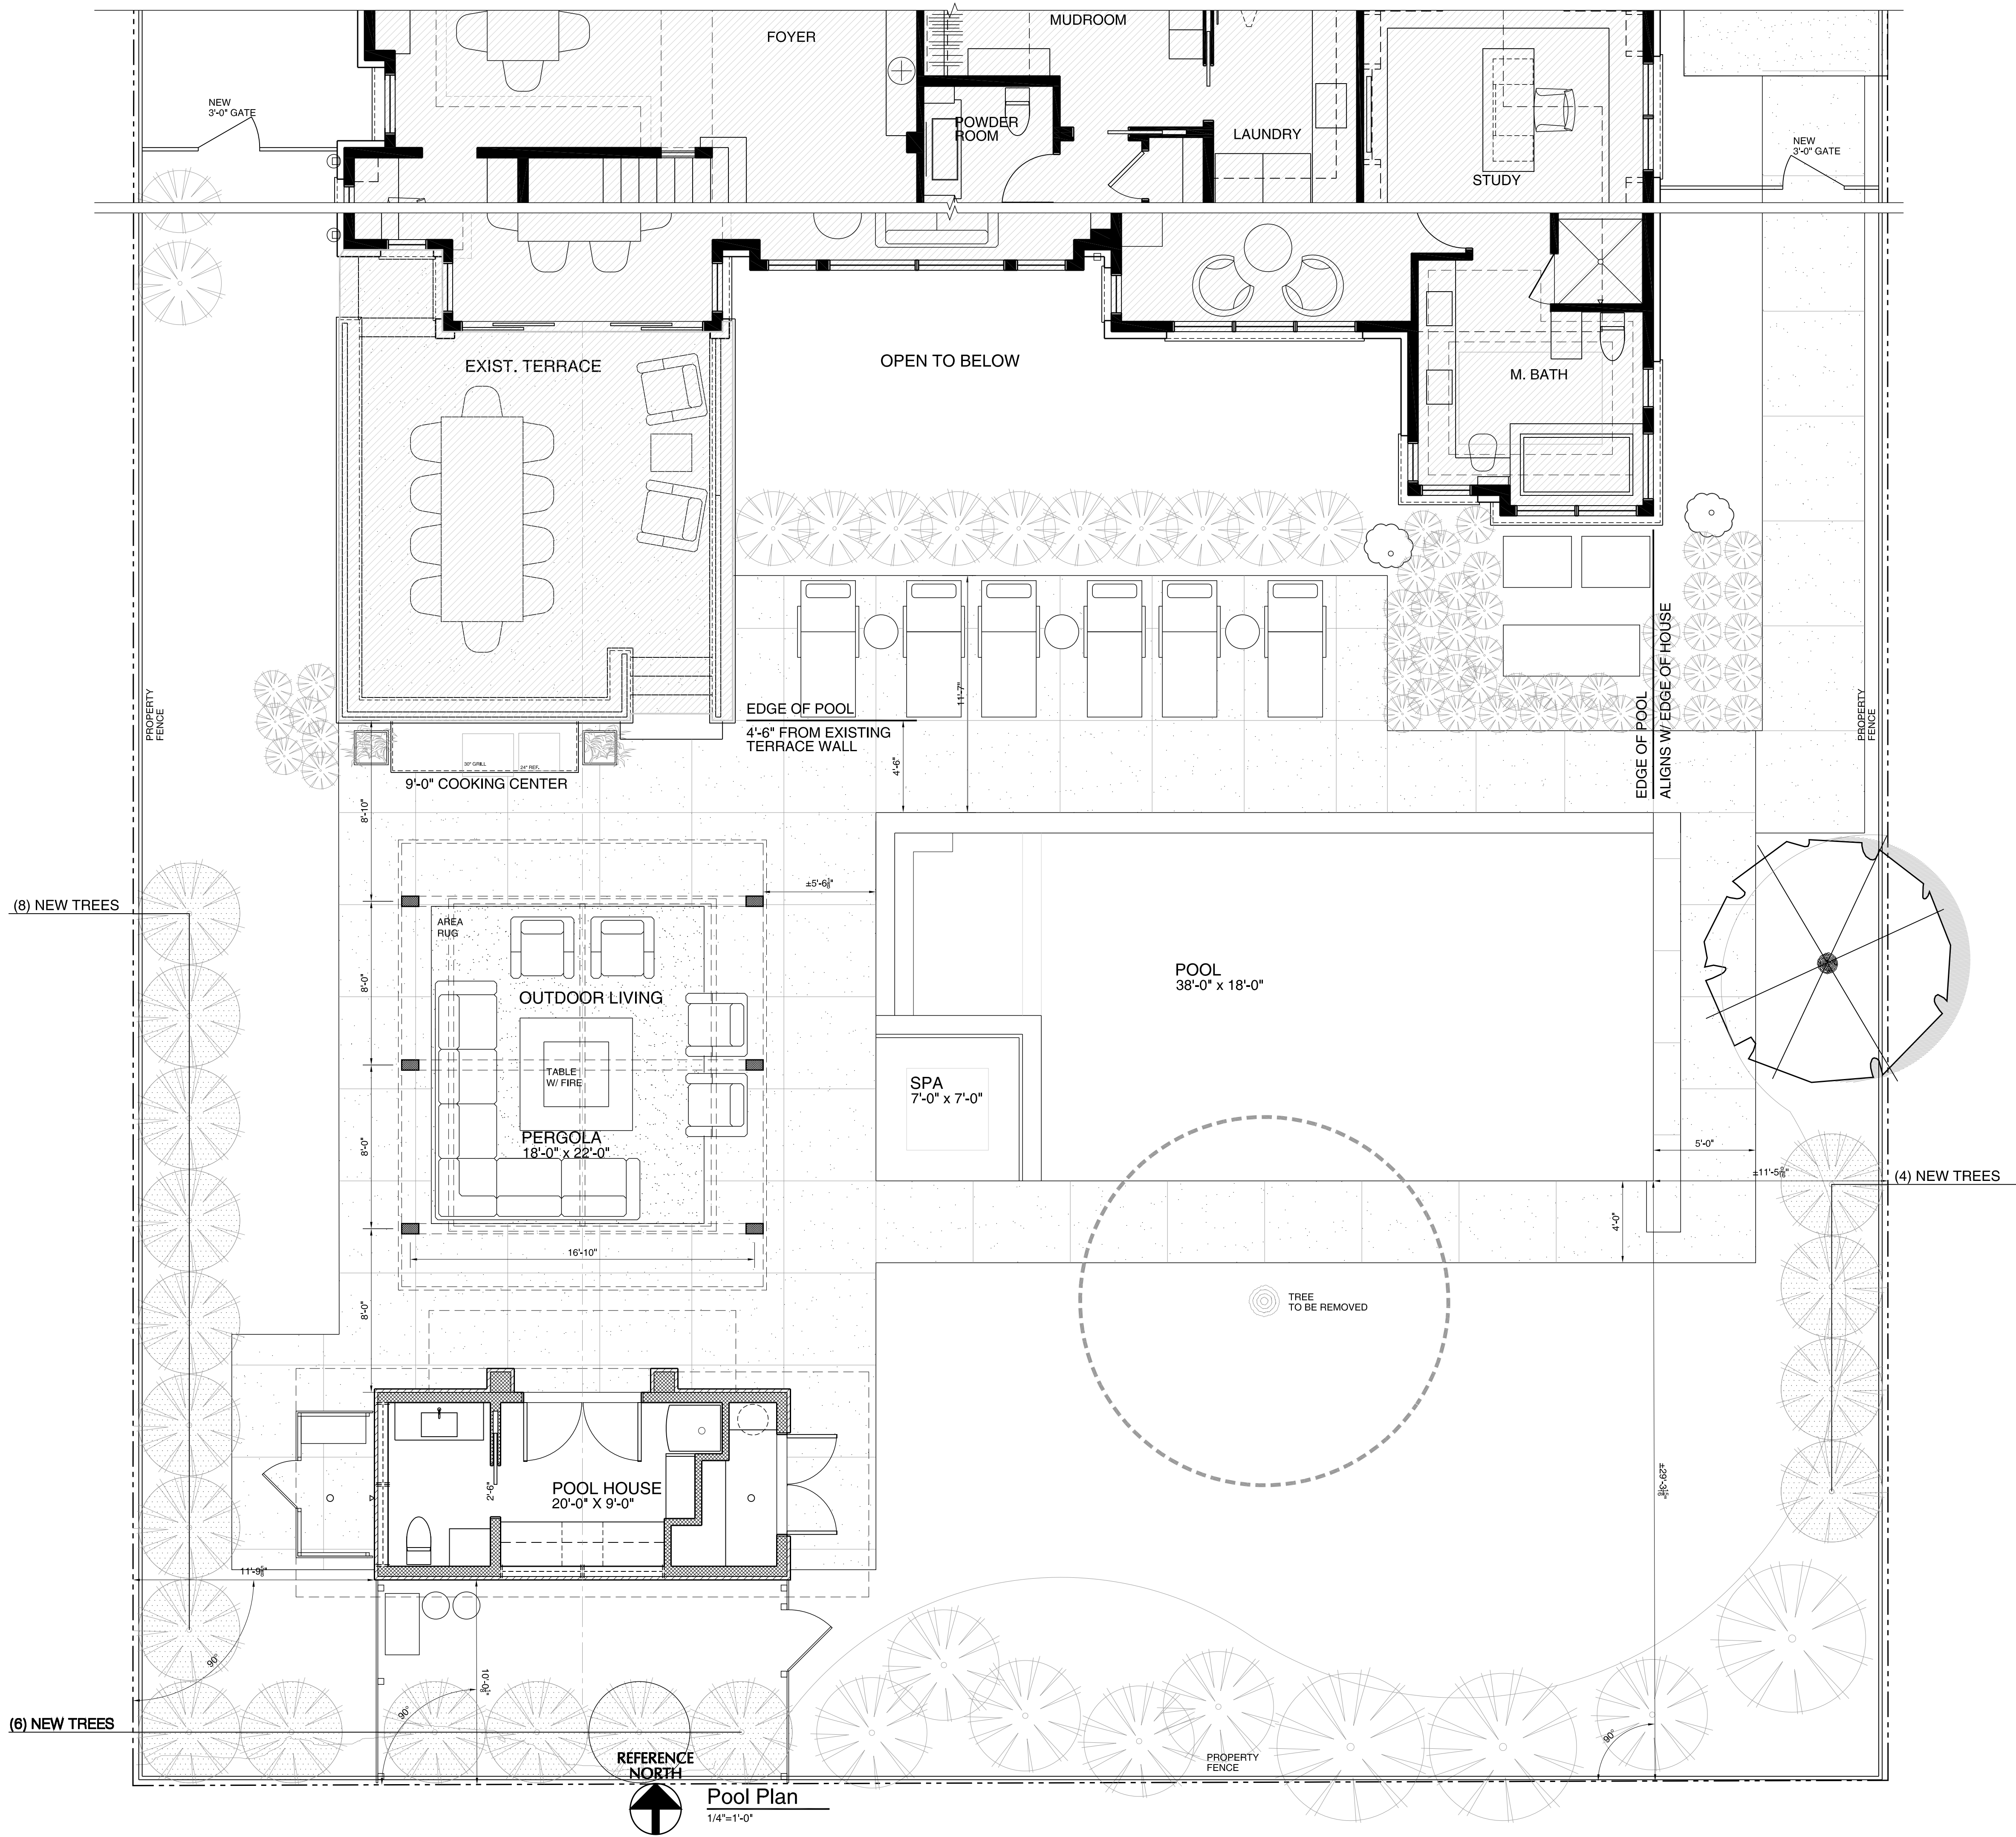 FOYER
MUDROOM
NEW
3'-0" GATE
POWDER
ROOM
LAUNDRY
STUDY
NEW
3'-0" GATE
EXIST. TERRACE
OPEN TO BELOW
M. BATH
PROPERTY
FENCE
EDGE OF POOL
4'-6" FROM EXISTING
TERRACE WALL
11'-7"
4'-6"
EDGE OF POOL
ALIGNS W/ EDGE OF HOUSE
PROPERTY
FENCE
30" GRILL
24" REF.
9'-0" COOKING CENTER
8'-10"
±5'-6⅛"
(8) NEW TREES
AREA
RUG
8'-0"
OUTDOOR LIVING
POOL
38'-0" x 18'-0"
TABLE
W/ FIRE
SPA
7'-0" x 7'-0"
8'-0"
PERGOLA
18'-0" x 22'-0"
5'-0"
(4) NEW TREES
4'-0"
16'-10"
8'-0"
TREE
TO BE REMOVED
POOL HOUSE
20'-0" X 9'-0"
2'-6"
90°
90°
90°
(6) NEW TREES
PROPERTY
FENCE
REFERENCE
NORTH
Pool Plan
1/4"=1'-0"